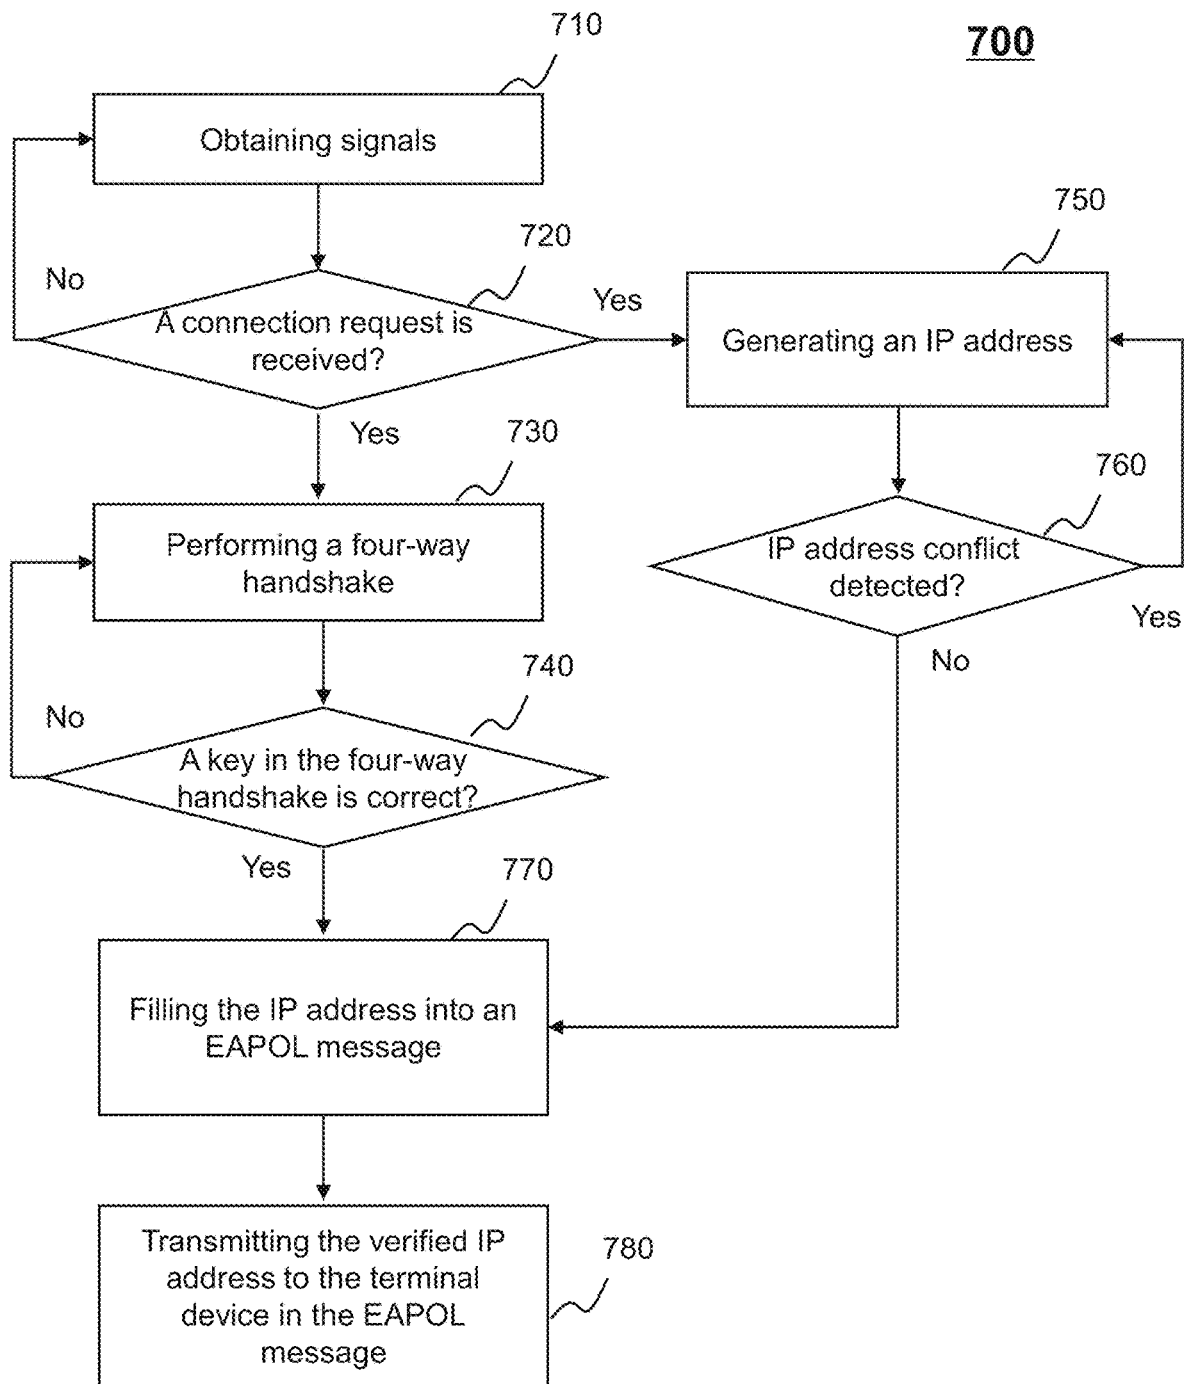 710
700
Obtaining signals
720
No
A connection request is
received?
Yes
750
Generating an IP address
Yes
730
Performing a four-way
handshake
760
IP address conflict
detected?
Yes
No
740
No
A key in the four-way
handshake is correct?
Yes
770
Filling the IP address into an
EAPOL message
Transmitting the verified IP
address to the terminal
device in the EAPOL
message
780